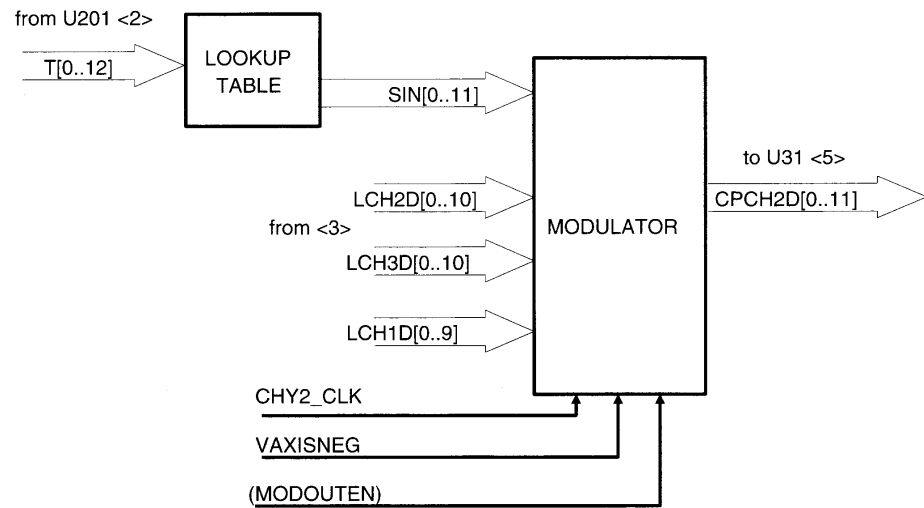 from U201 <2>
T[0..12]
LOOKUP
TABLE
SIN[0..11]
to U31 <5>
LCH2D[0..10]
CPCH2D[0..11]
from <3>
MODULATOR
LCH3D[0..10]
LCH1D[0..9]
CHY2_CLK
VAXISNEG
(MODOUTEN)